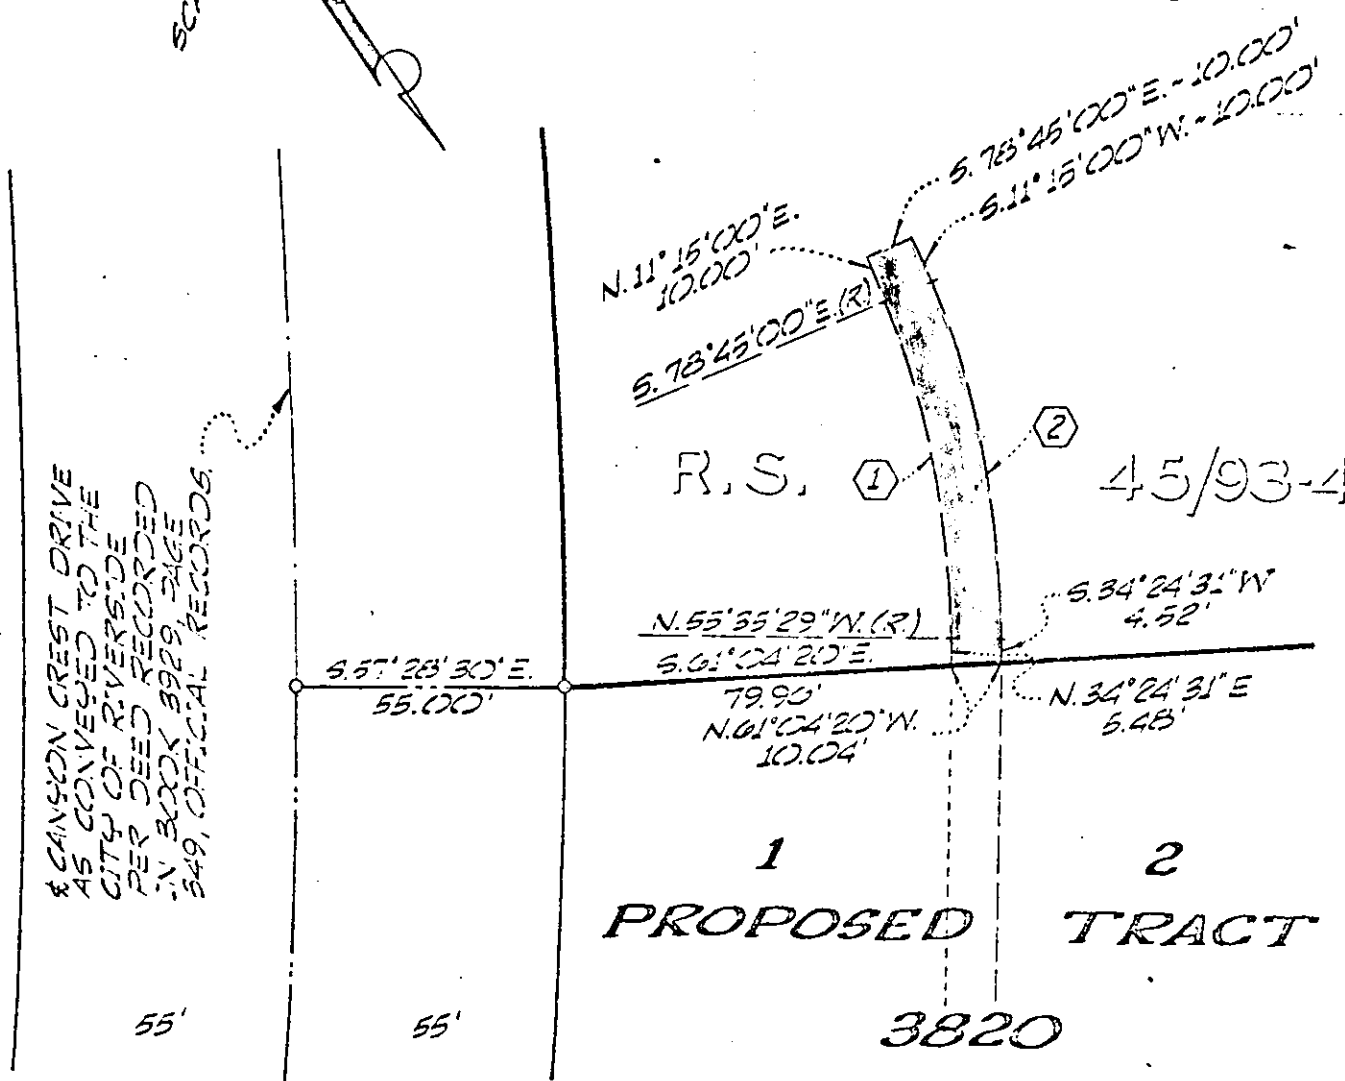 S.78°45'00"E.-10.00'
S.11°15'00"W.-10.00'
N.11°15'00"E.
10.00'
S.78°45'00"E.(R)
2
R.S.
1
45/93-4
₵ CANYON CREST DRIVE
AS CONVEYED TO THE
CITY OF RIVERSIDE
PER DEED RECORDED
IN BOOK 3929, PAGE
549, OFFICIAL RECORDS.
S.34°24'31"W
4.52'
N.55°35'29"W.(R)
S.57°28'30"E.
55.00'
S.61°04'20"E.
79.90'
N.61°04'20"W.
10.04'
N.34°24'31"E
5.48'
1
2
PROPOSED TRACT
3820
55'
55'